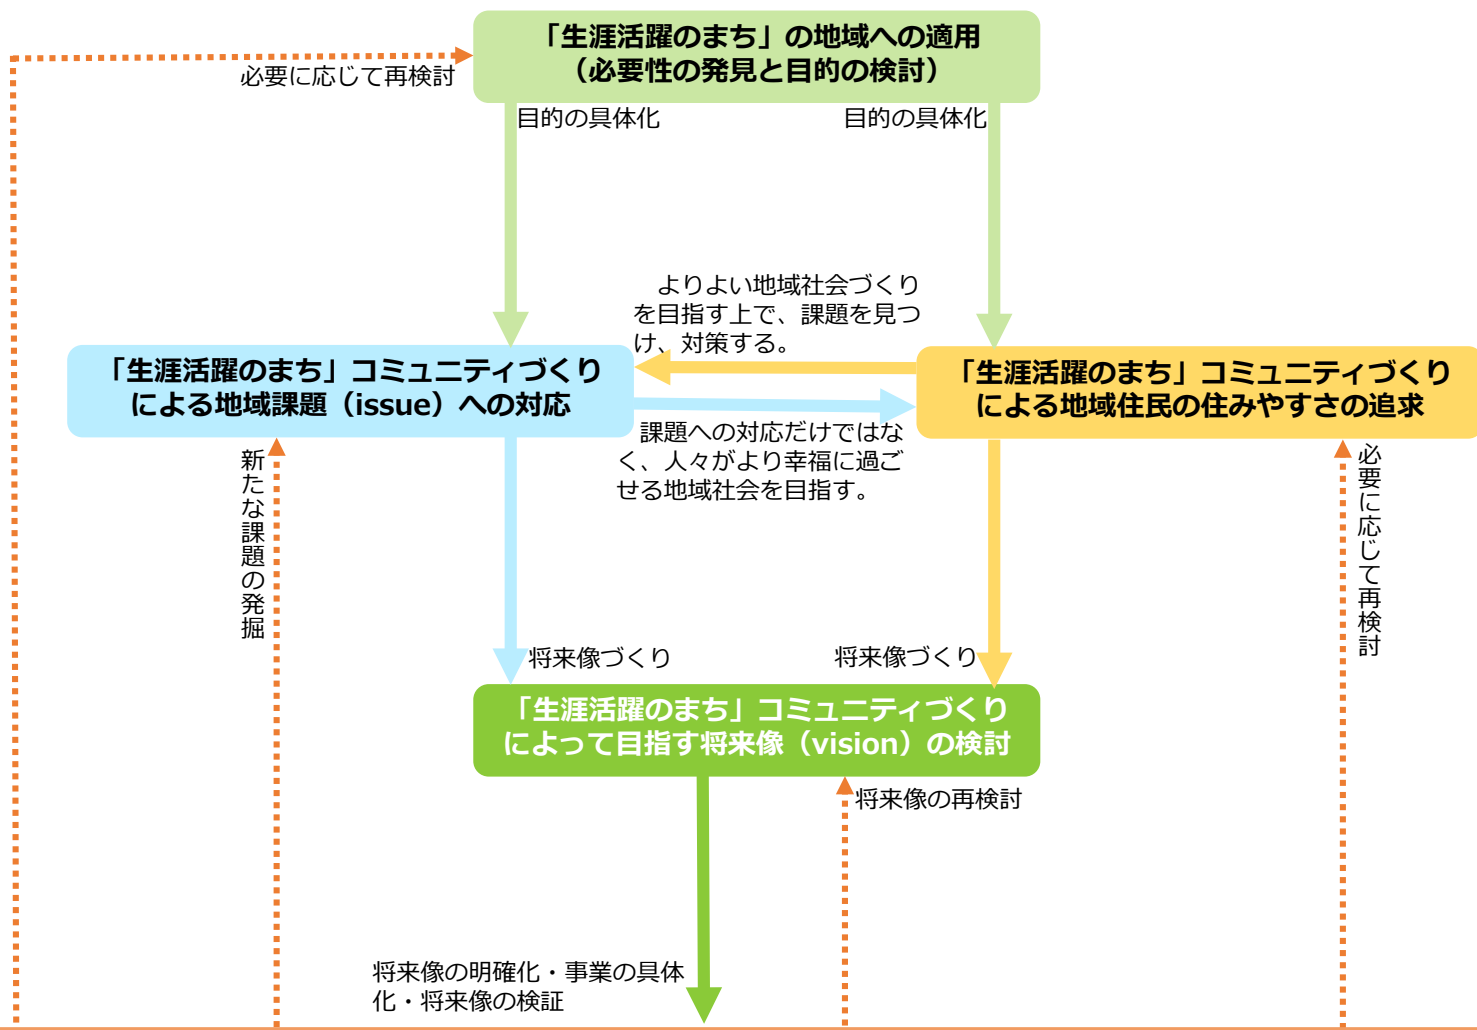 「生涯活躍のまち」の地域への適用
（必要性の発見と目的の検討）
必要に応じて再検討
目的の具体化
目的の具体化
よりよい地域社会づくり
を目指す上で、課題を見つ
け、対策する。
「生涯活躍のまち」コミュニティづくり
による地域課題（issue）への対応
「生涯活躍のまち」コミュニティづくり
による地域住民の住みやすさの追求
課題への対応だけではな
く、人々がより幸福に過ご
せる地域社会を目指す。
新たな課題の発掘
必要に応じて再検討
将来像づくり
将来像づくり
「生涯活躍のまち」コミュニティづくり
によって目指す将来像（vision）の検討
将来像の再検討
将来像の明確化・事業の具体
化・将来像の検証